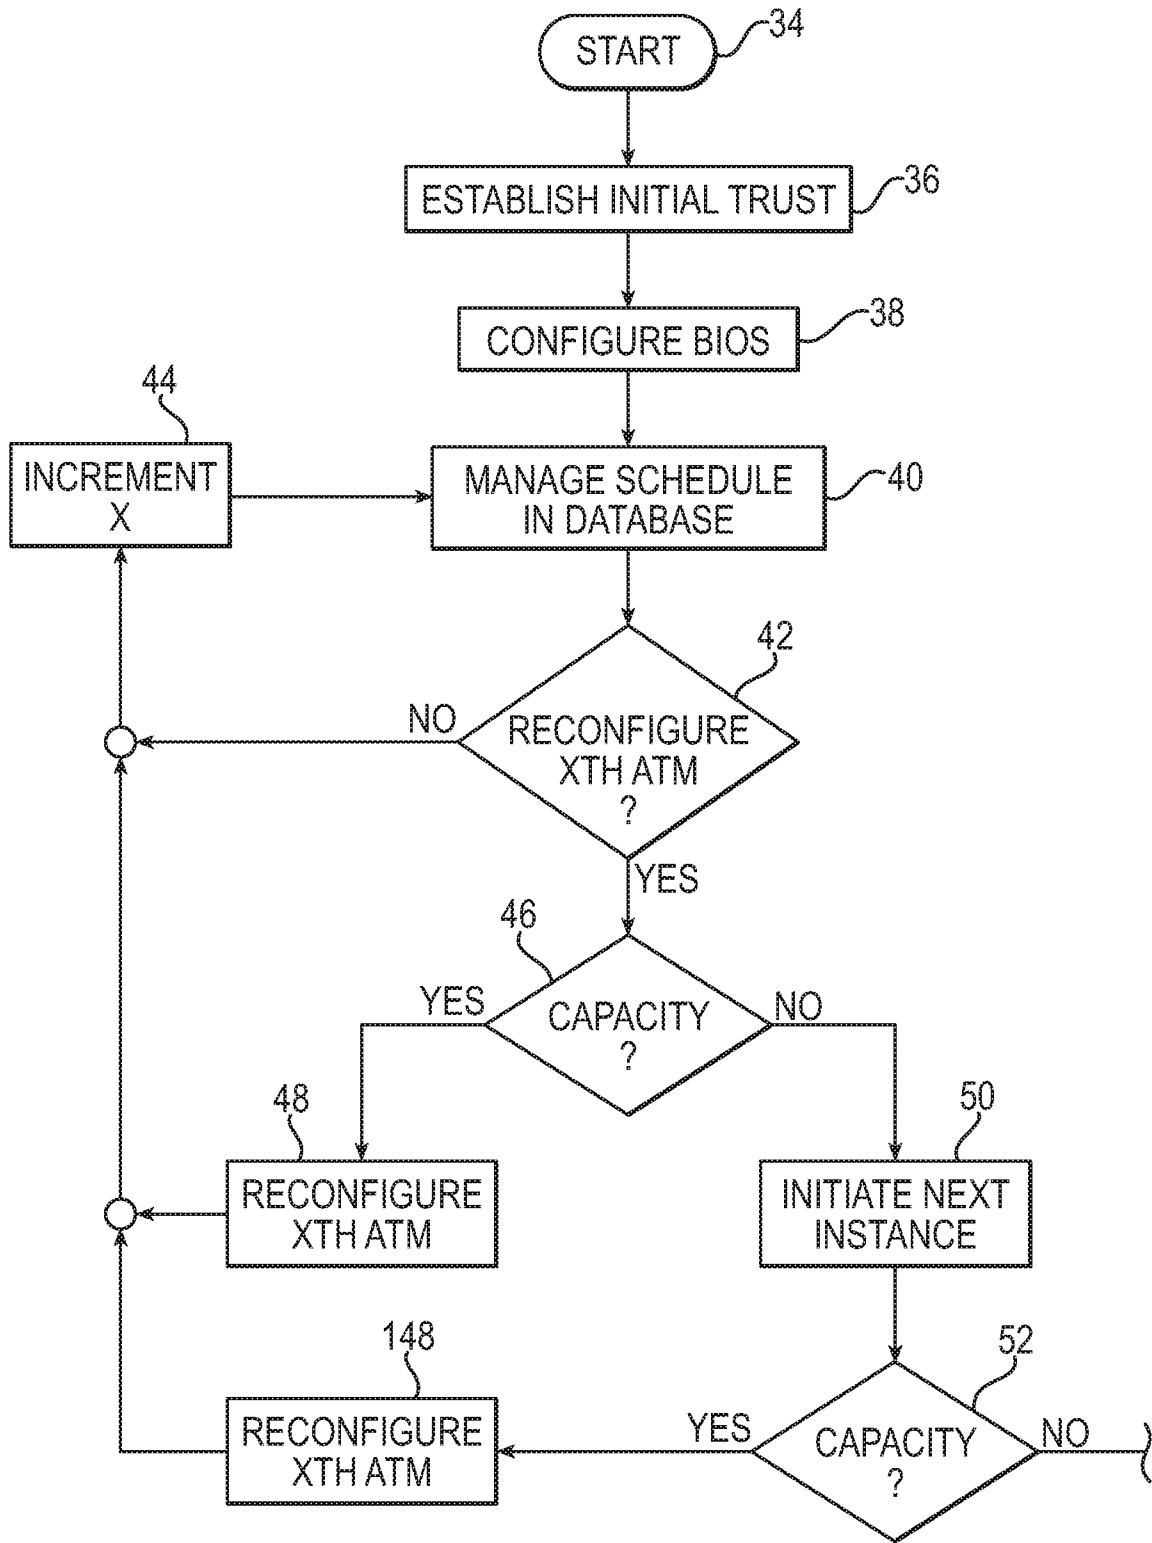 34
START
36
ESTABLISH INITIAL TRUST
38
CONFIGURE BIOS
44
INCREMENT
X
40
MANAGE SCHEDULE
IN DATABASE
42
NO
RECONFIGURE
XTH ATM
?
YES
46
YES
CAPACITY
?
NO
48
RECONFIGURE
XTH ATM
50
INITIATE NEXT
INSTANCE
148
RECONFIGURE
XTH ATM
52
YES
CAPACITY
?
NO